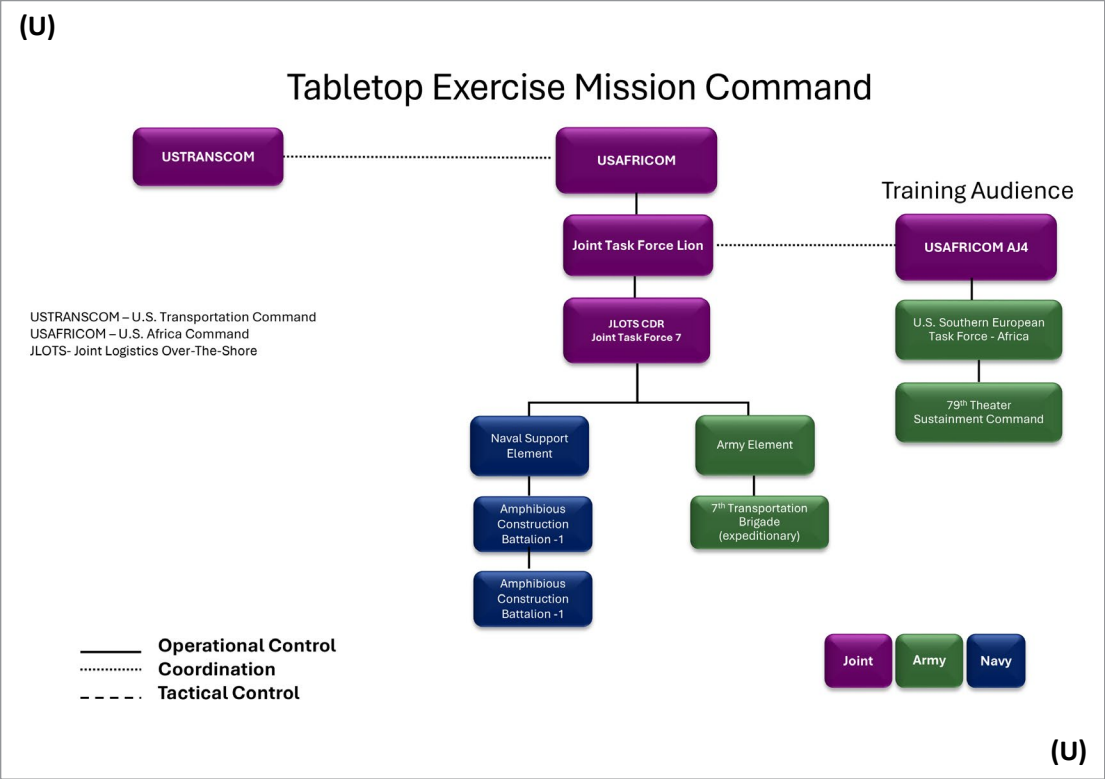 (U)
Tabletop Exercise Mission Command
USTRANSCOM
USAFRICOM
Training Audience
Joint Task Force Lion
USAFRICOM AJ4
USTRANSCOM – U.S. Transportation Command
USAFRICOM – U.S. Africa Command
JLOTS- Joint Logistics Over-The-Shore
JLOTS CDR
Joint Task Force 7
U.S. Southern European
Task Force - Africa
79th Theater
Sustainment Command
Naval Support
Element
Army Element
Amphibious
Construction
Battalion -1
7th Transportation
Brigade
(expeditionary)
Amphibious
Construction
Battalion -1
Operational Control
Coordination
Tactical Control
Joint
Army
Navy
(U)